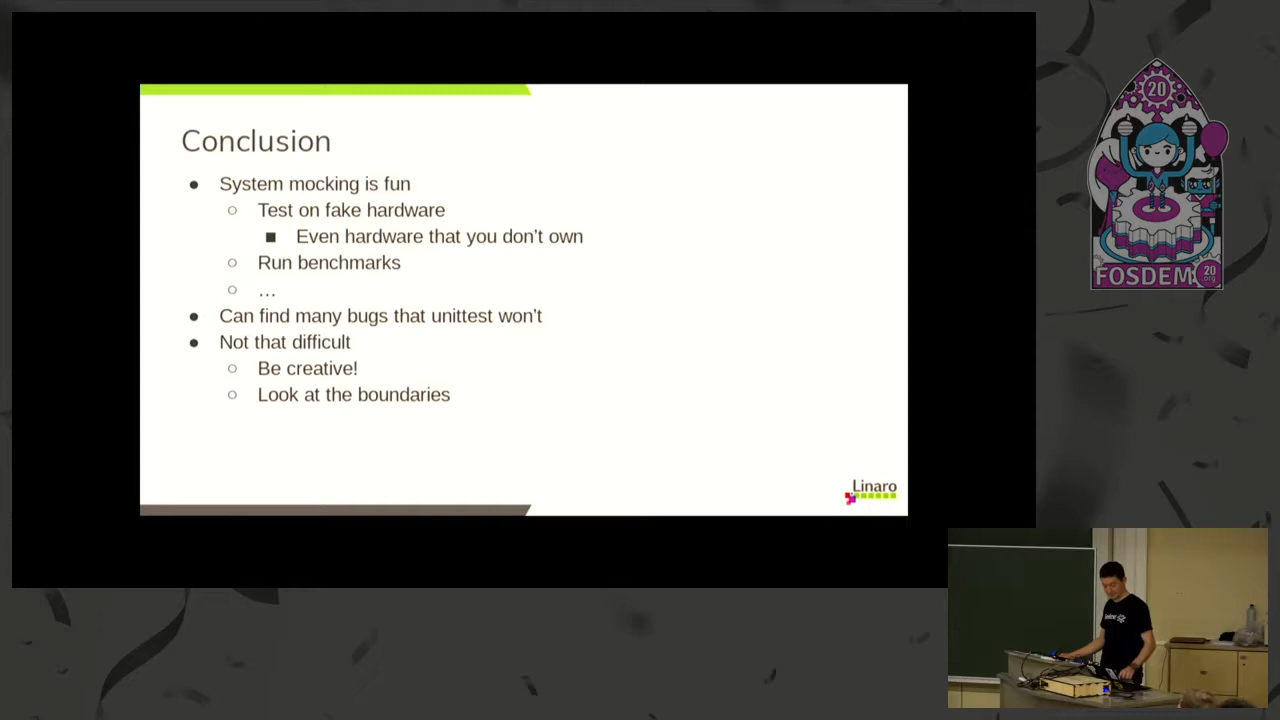 Conclusion
● System mocking is fun
○ Test on fake hardware
■ Even hardware that you don't own
○ Run benchmarks
○ …
● Can find many bugs that unittest won't
● Not that difficult
○ Be creative!
○ Look at the boundaries
Linaro
20
FOSDEM
20
.org